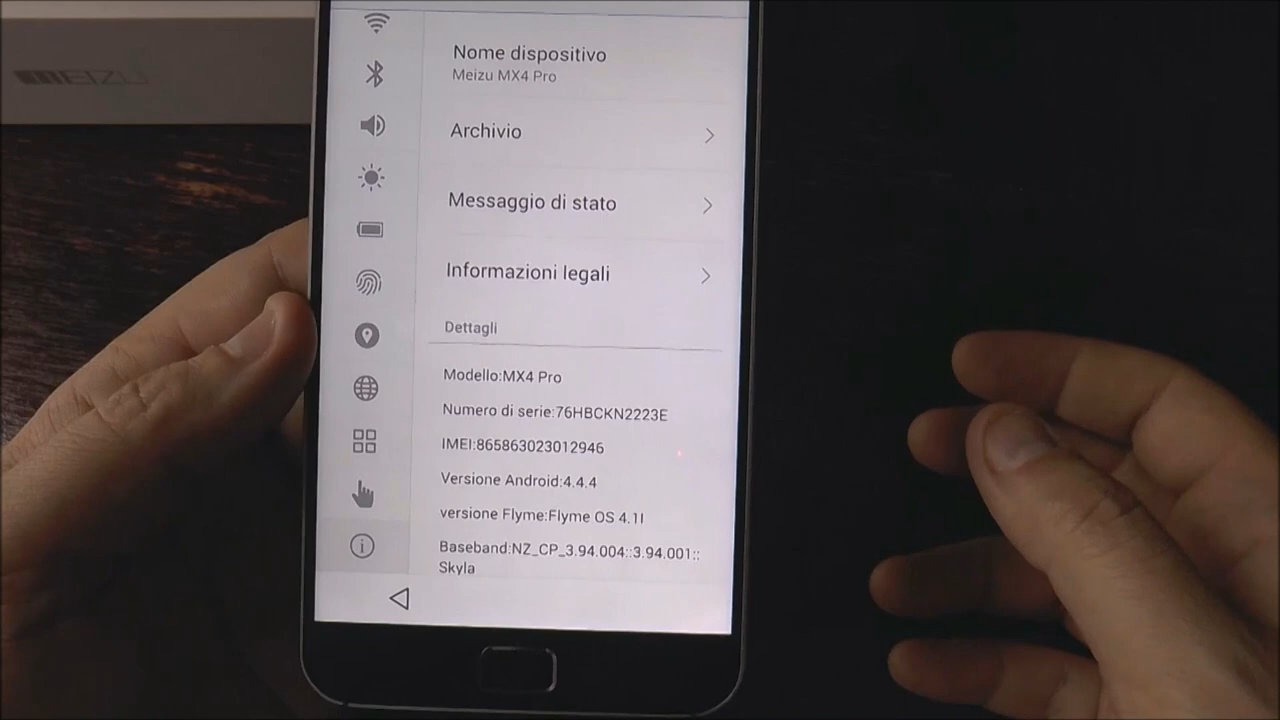 MEIZU
Nome dispositivo
Meizu MX4 Pro
Archivio
Messaggio di stato
Informazioni legali
Dettagli
Modello:MX4 Pro
Numero di serie:76HBCKN2223E
IMEI:865863023012946
Versione Android:4.4.4
versione Flyme:Flyme OS 4.1I
Baseband:NZ_CP_3.94.004::3.94.001::
Skyla